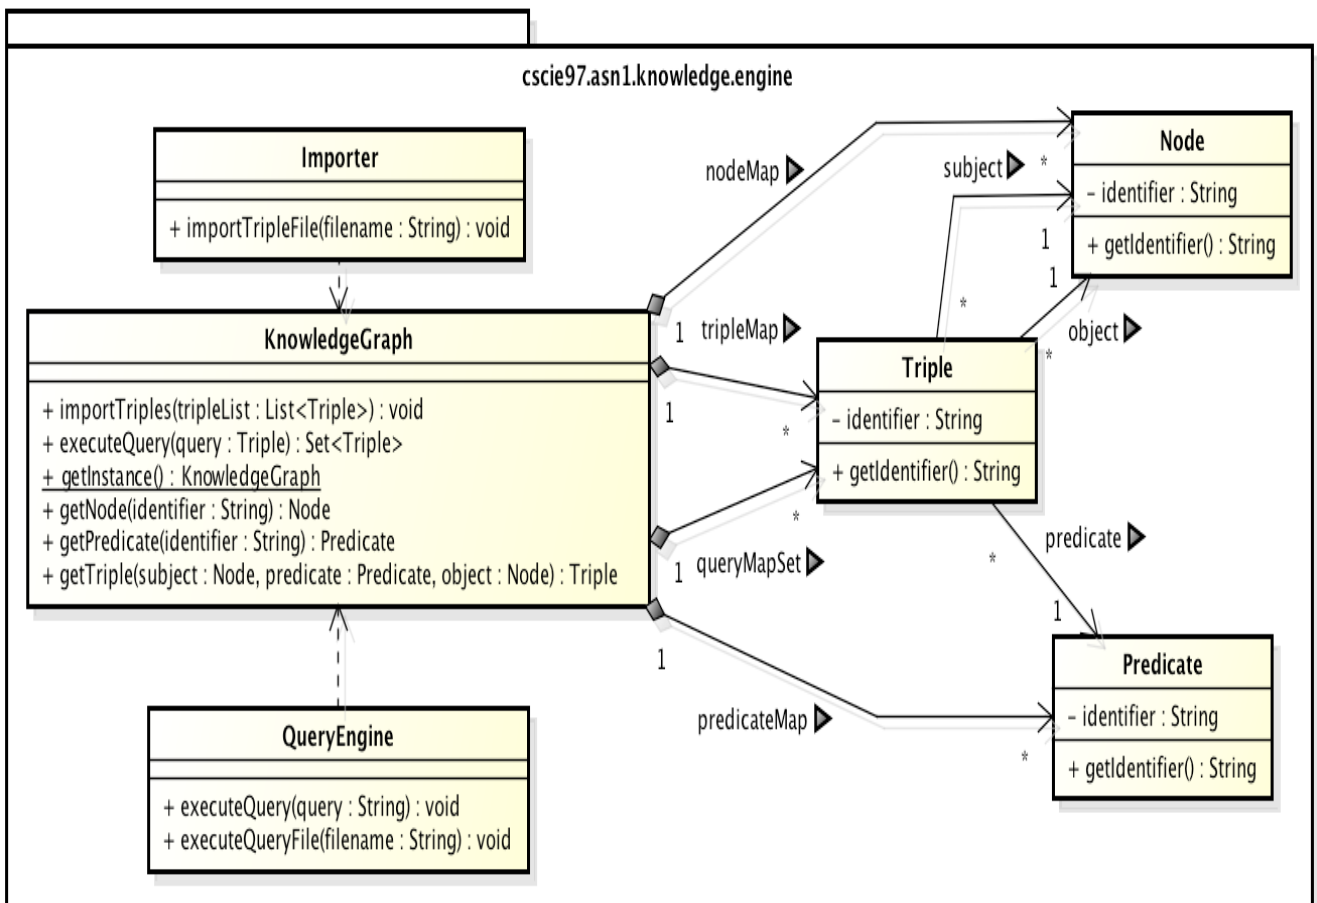 cscie97.asn1.knowledge.engine
Importer
+ importTripleFile(filename : String) : void
KnowledgeGraph
+ importTriples(tripleList : List<Triple>) : void
+ executeQuery(query : Triple) : Set<Triple>
+ getInstance() : KnowledgeGraph
+ getNode(identifier : String) : Node
+ getPredicate(identifier : String) : Predicate
+ getTriple(subject : Node, predicate : Predicate, object : Node) : Triple
QueryEngine
+ executeQuery(query : String) : void
+ executeQueryFile(filename : String) : void
nodeMap
1
*
tripleMap
1
*
queryMapSet
1
*
predicateMap
1
*
subject
*
1
object
*
1
predicate
*
1
Node
- identifier : String
+ getIdentifier() : String
Triple
- identifier : String
+ getIdentifier() : String
Predicate
- identifier : String
+ getIdentifier() : String